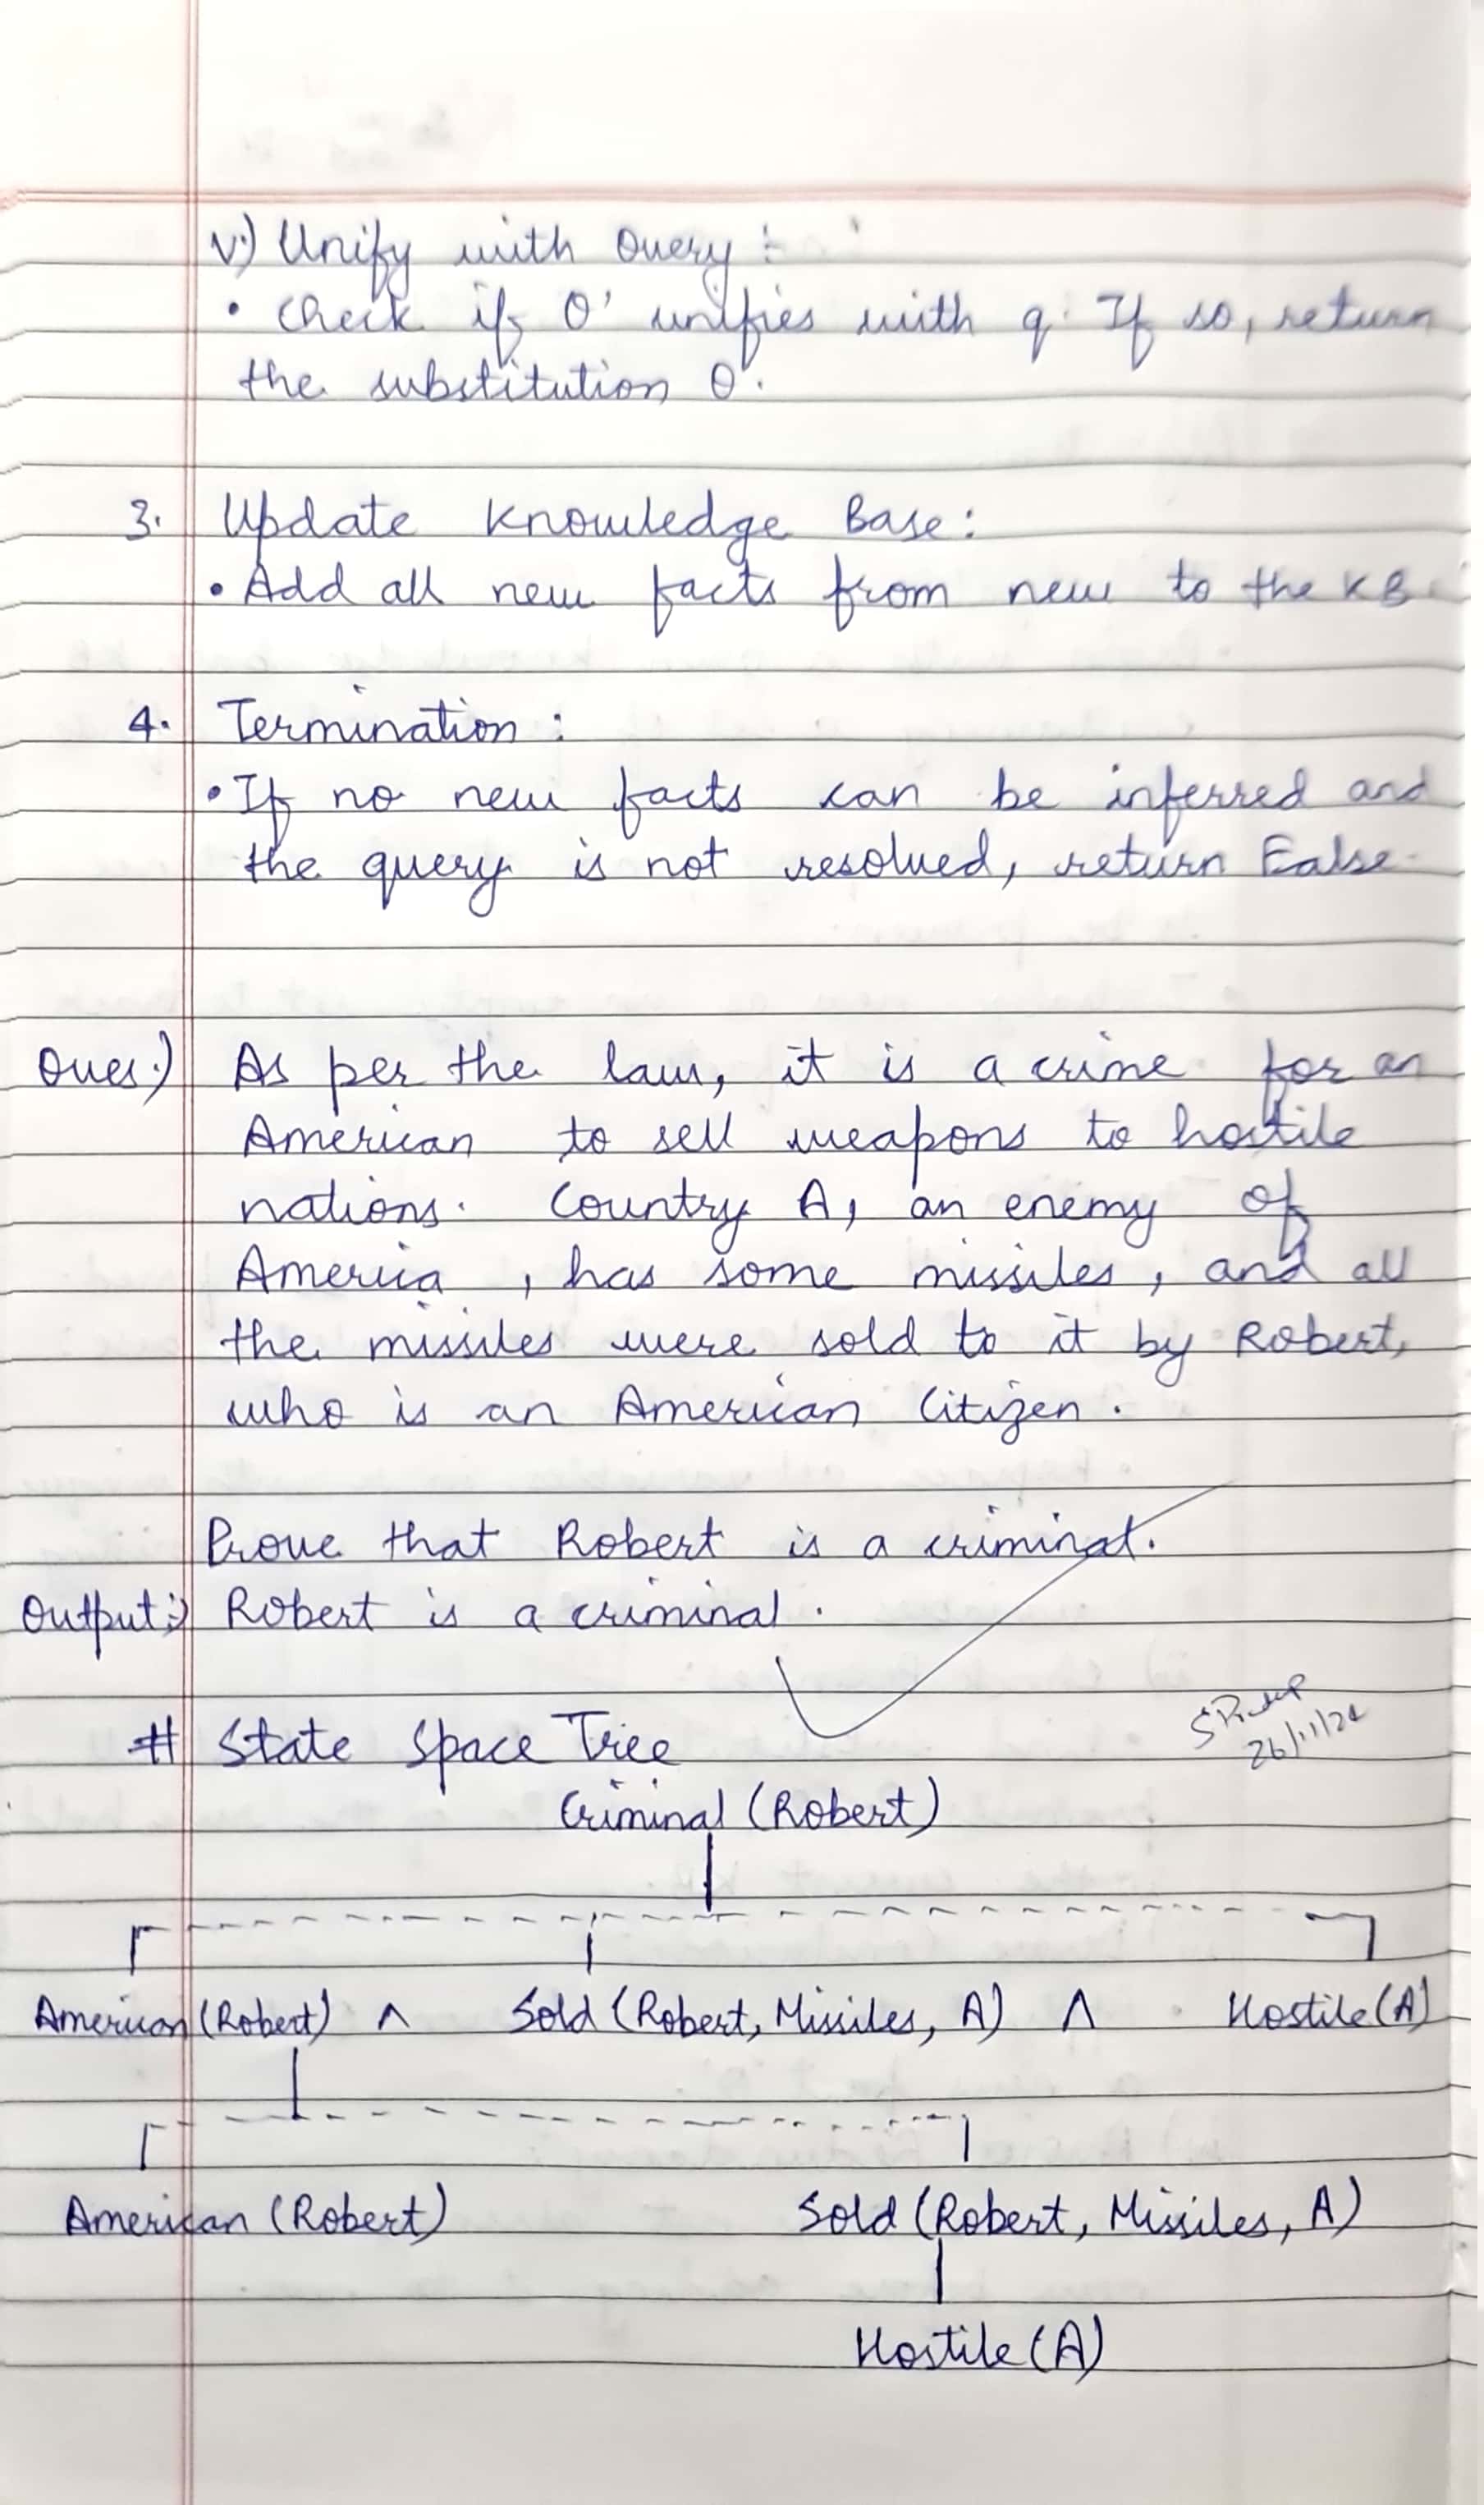 v.) Unify with Query :
• Check if θ' unifies with q. If so, return
the substitution θ'.
3. Update Knowledge Base:
• Add all new facts from new to the KB.
4. Termination :
• If no new facts can be inferred and
the query is not resolved, return False.
Ques.) As per the law, it is a crime for an
American to sell weapons to hostile
nations. Country A, an enemy of
America , has some missiles, and all
the missiles were sold to it by Robert,
who is an American Citizen .
Prove that Robert is a criminal.
Output:) Robert is a criminal .
# State Space Tree
26/11/24
Criminal (Robert)
American (Robert) ∧ Sold (Robert, Missiles, A) ∧ Hostile (A)
American (Robert) Sold (Robert, Missiles, A)
Hostile (A)